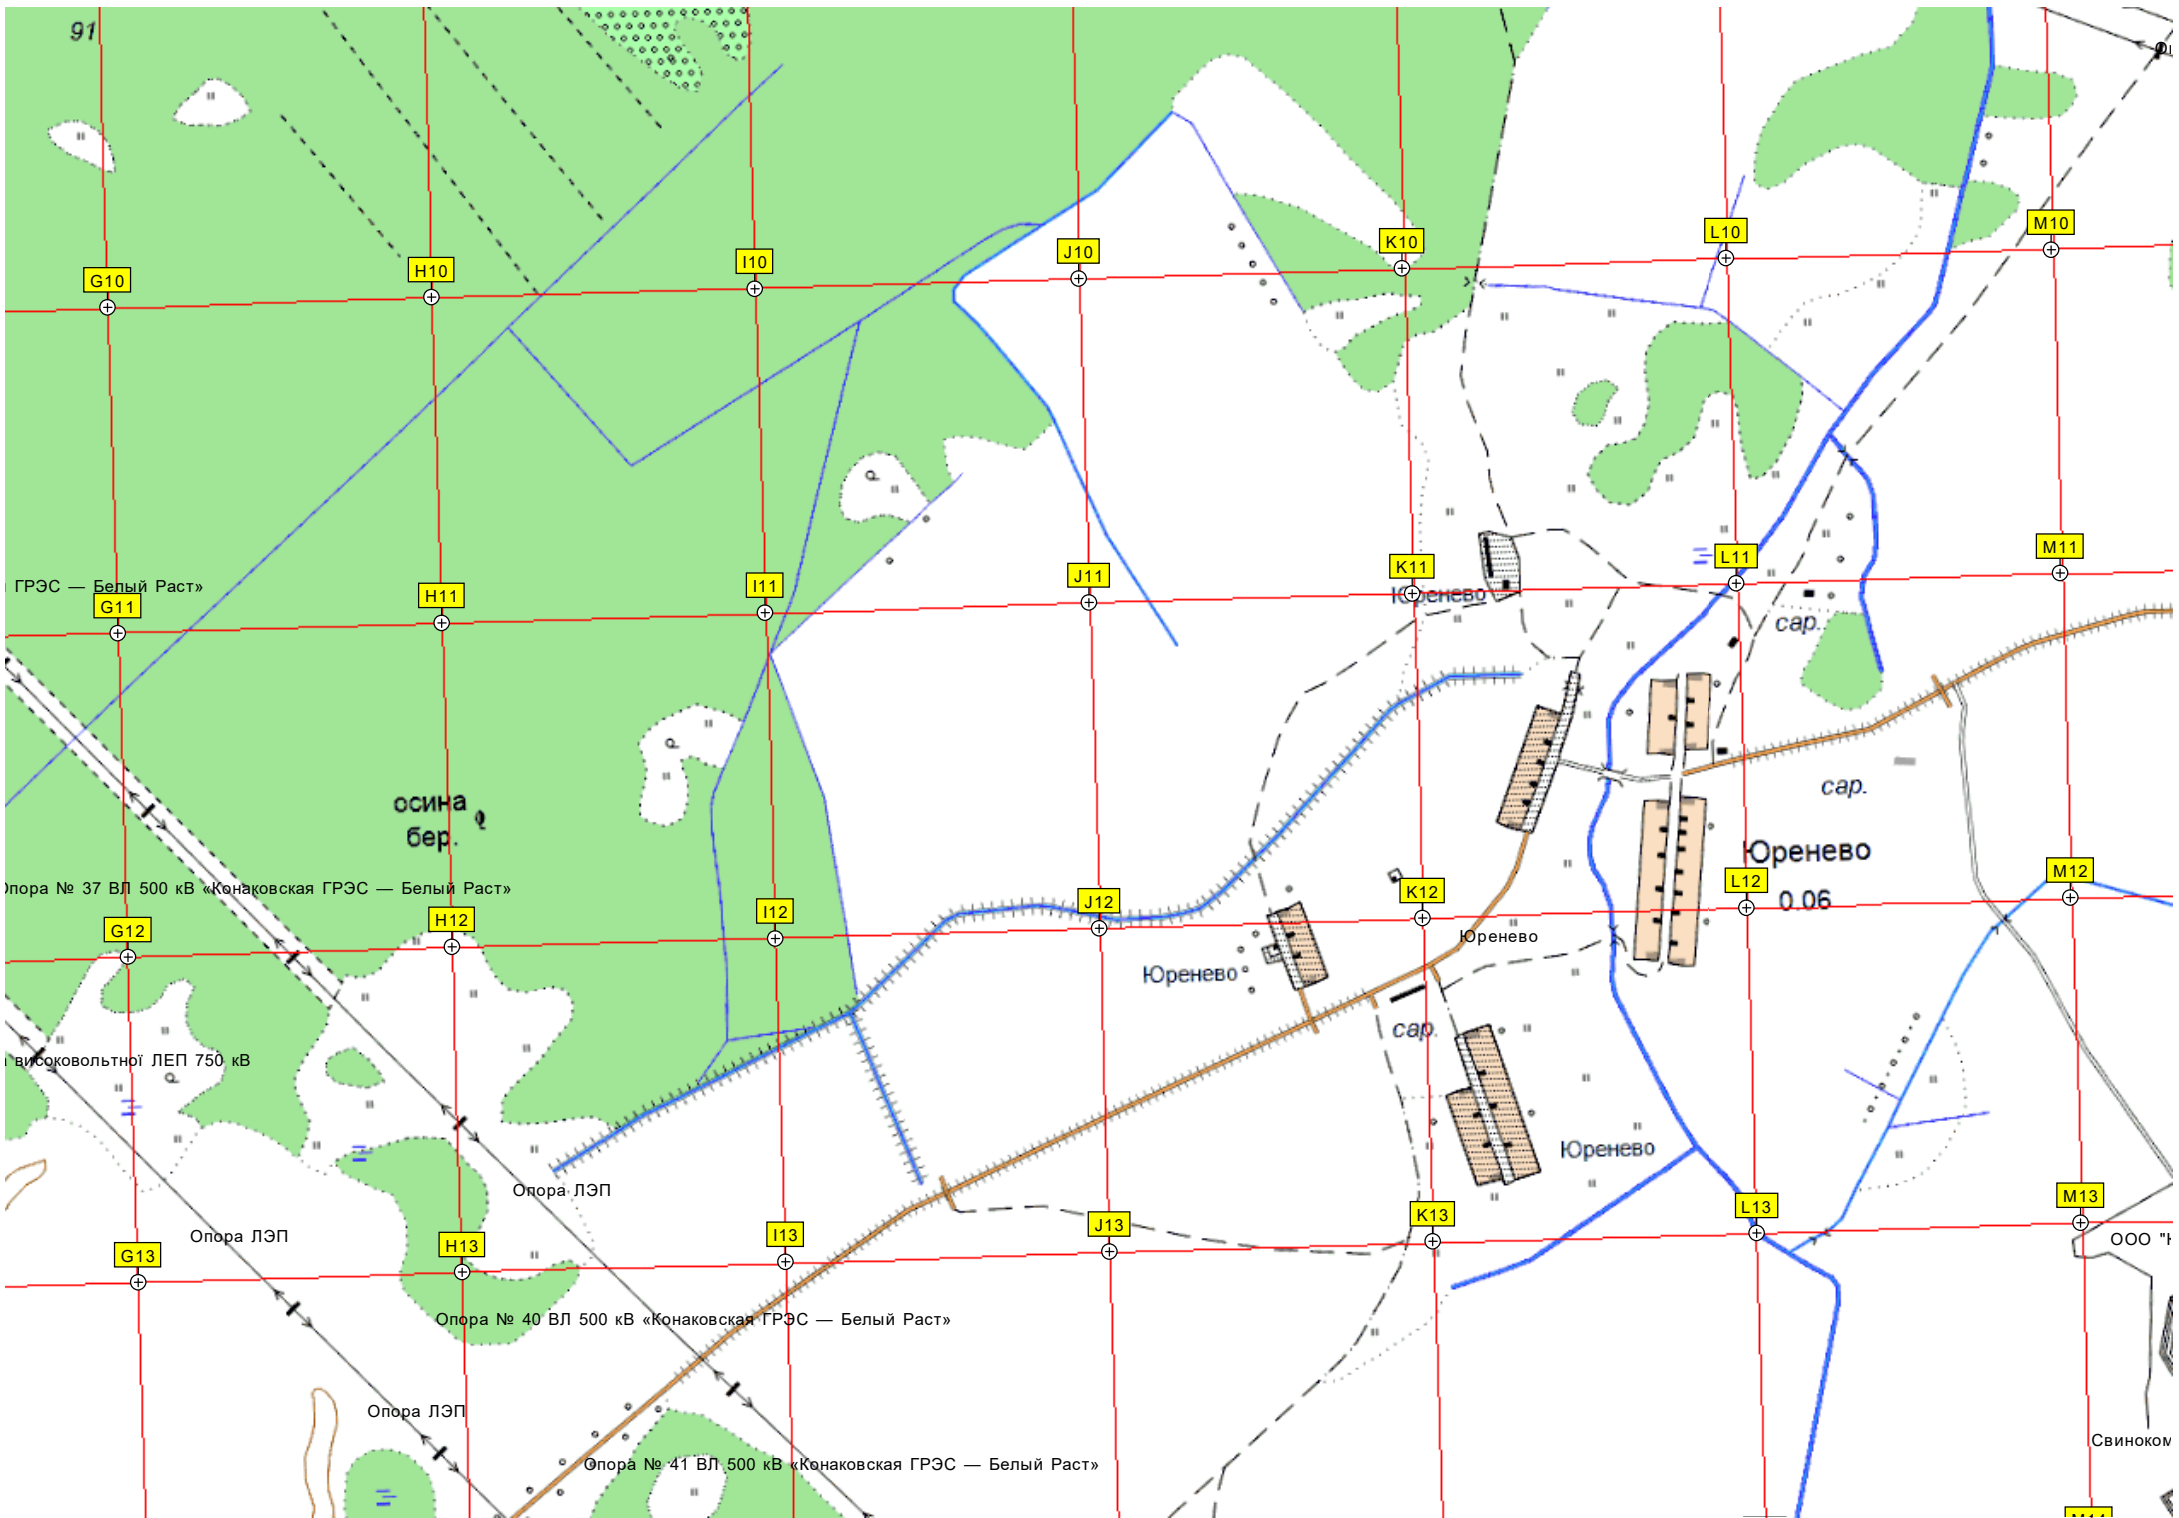 91
M10
L10
K10
J10
I10
H10
G10
M11
L11
K11
J11
I11
H11
G11
ГРЭС — Белый Раст»
Юренево
сар.
сар.
осина
бер.
Юренево
0.06
M12
L12
K12
J12
I12
H12
G12
Опора № 37 ВЛ 500 кВ «Конаковская ГРЭС — Белый Раст»
Юренево
Юренево
сар.
високовольтної ЛЕП 750 кВ
Юренево
Опора ЛЭП
M13
L13
K13
J13
I13
H13
G13
Опора ЛЭП
ООО "Н
Опора № 40 ВЛ 500 кВ «Конаковская ГРЭС — Белый Раст»
Опора ЛЭП
Свиноком
Опора № 41 ВЛ 500 кВ «Конаковская ГРЭС — Белый Раст»
M14